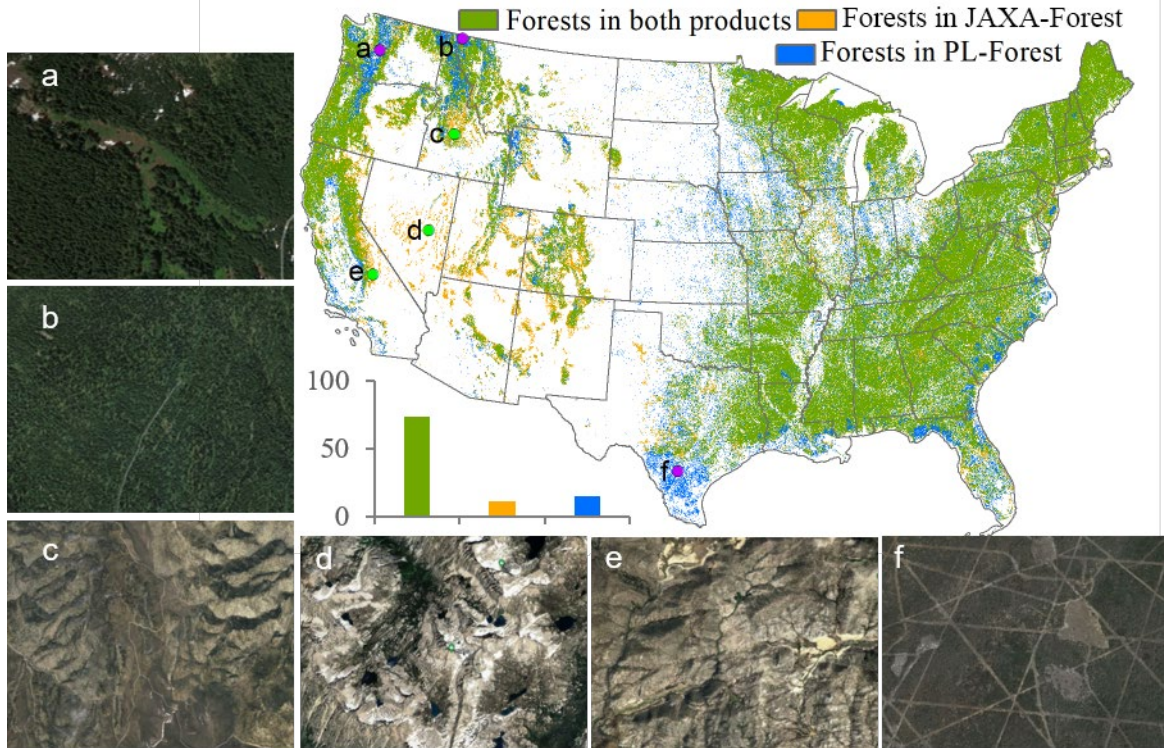 Forests in both products
Forests in JAXA-Forest
Forests in PL-Forest
a
b
a
b
c
d
e
f
100
50
0
c
d
e
f